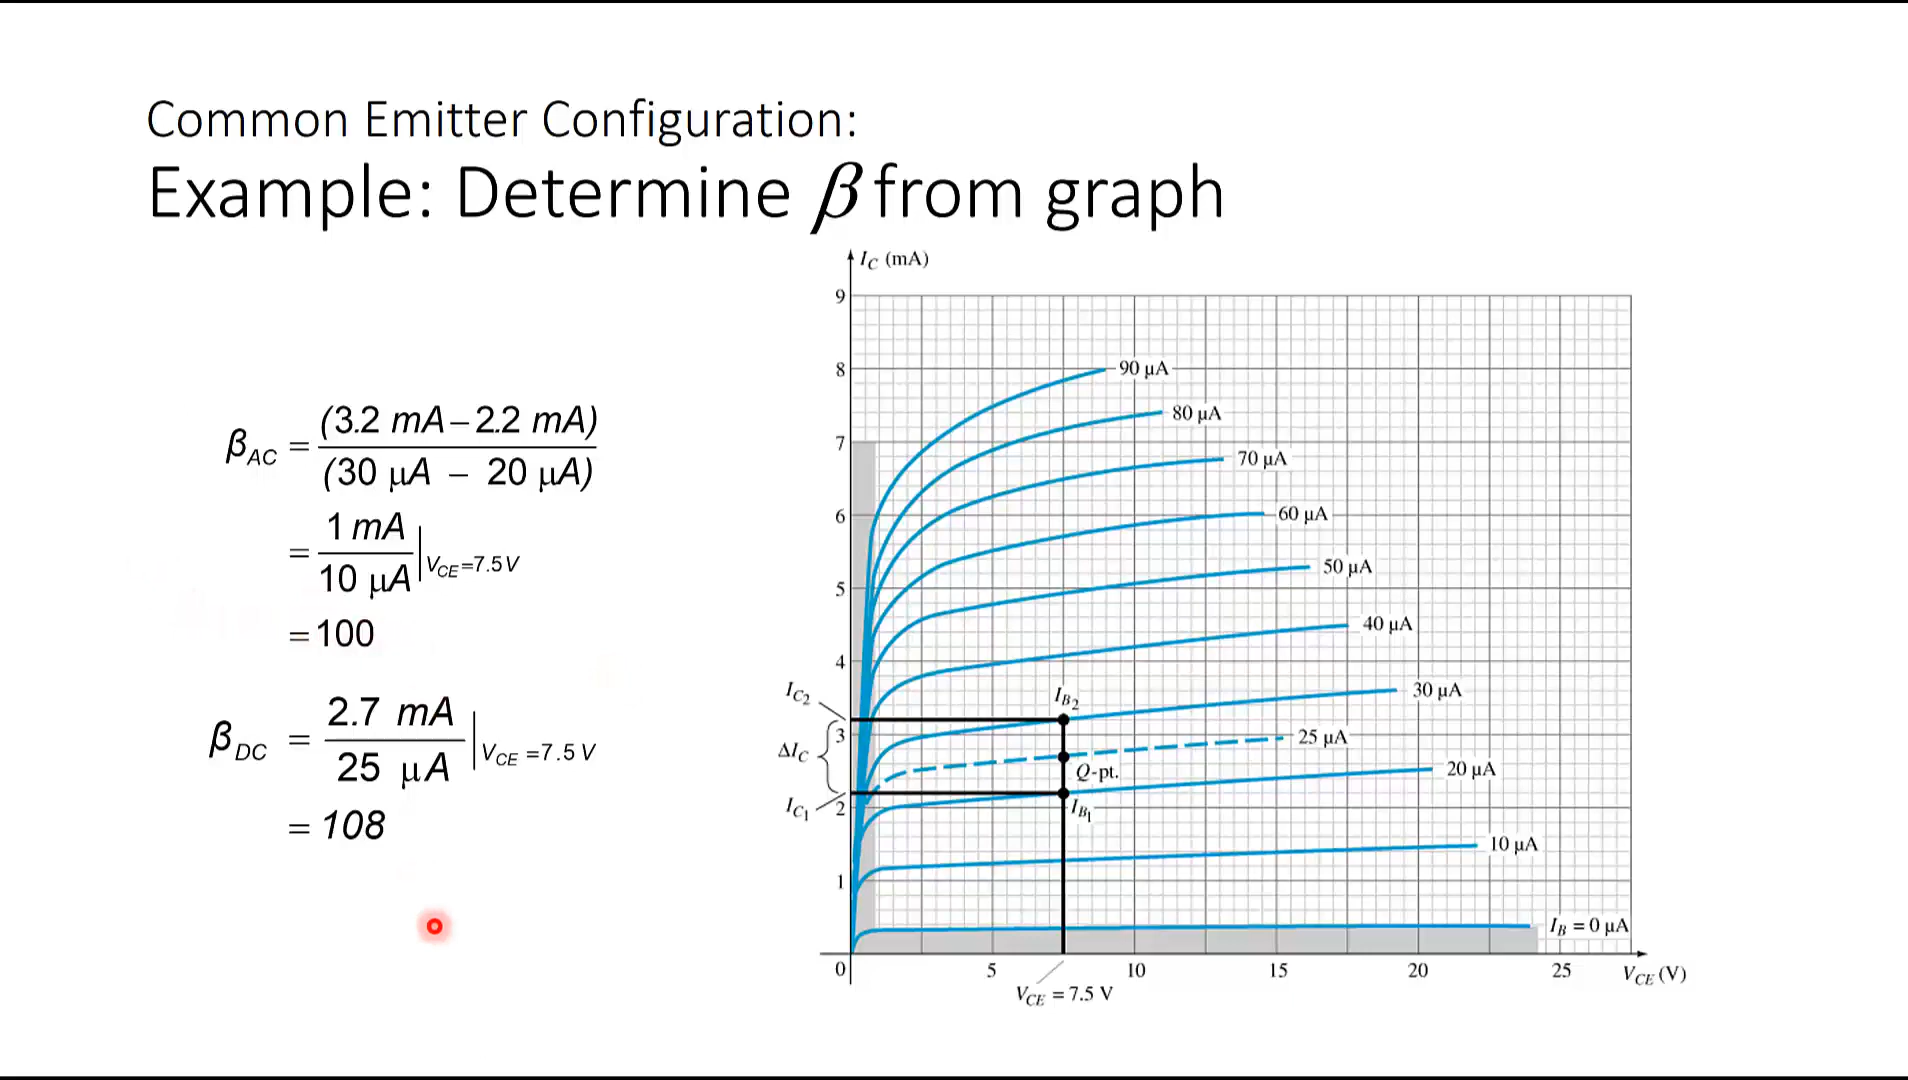 Common Emitter Configuration:
Example: Determine β from graph
β_AC = (3.2 mA – 2.2 mA) / (30 μA – 20 μA)
= 1 mA / 10 μA |V_CE=7.5 V
= 100
β_DC = 2.7 mA / 25 μA |V_CE =7.5 V
= 108
I_C (mA)
9
8
7
6
5
4
3
2
1
0
90 μA
80 μA
70 μA
60 μA
50 μA
40 μA
30 μA
25 μA
20 μA
10 μA
I_B = 0 μA
I_C2
ΔI_C
I_C1
I_B2
Q-pt.
I_B1
5
10
15
20
25
V_CE (V)
V_CE = 7.5 V